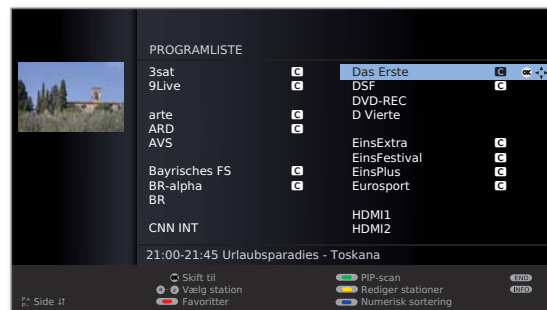 PROGRAMLISTE
3sat C
9Live C
arte C
ARD C
AVS
Bayrisches FS C
BR-alpha C
BR
CNN INT
Das Erste C OK
DSF C
DVD-REC
D Vierte
EinsExtra C
EinsFestival C
EinsPlus C
Eurosport C
HDMI1
HDMI2
21:00-21:45 Urlaubsparadies - Toskana
OK Skift til
Vælg station
Favoritter
PIP-scan
Rediger stationer
Numerisk sortering
END
INFO
P+ P- Side